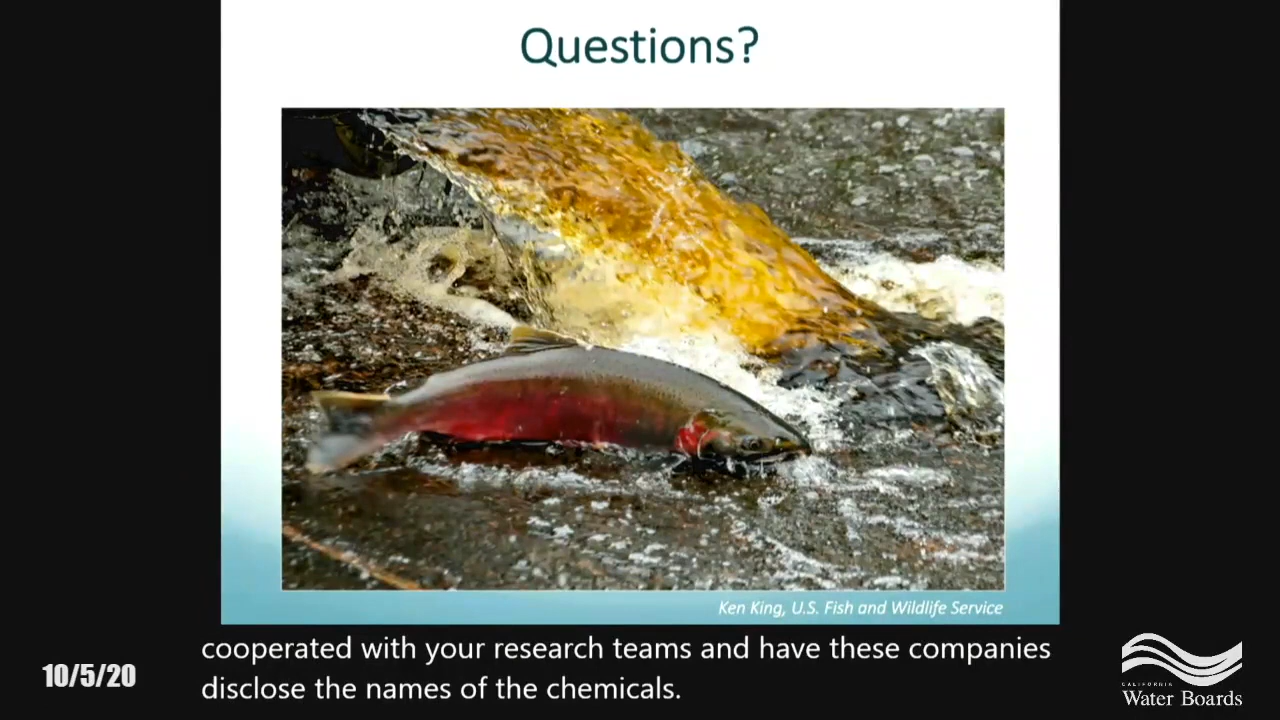 Questions?
Ken King, U.S. Fish and Wildlife Service
cooperated with your research teams and have these companies
disclose the names of the chemicals.
10/5/20
CALIFORNIA
Water Boards